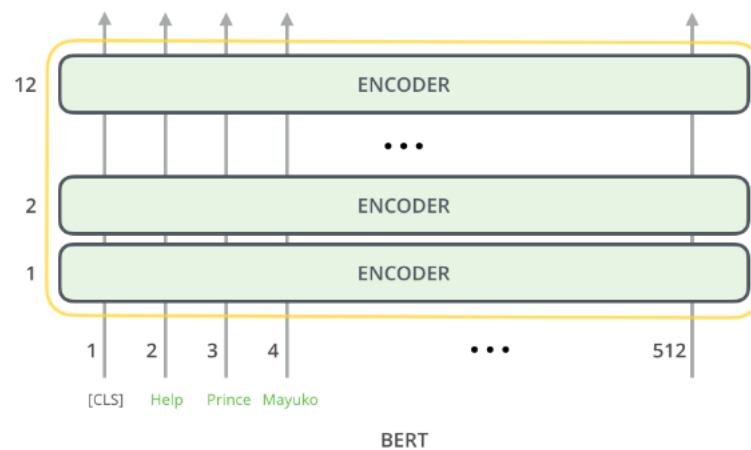 12 ENCODER
...
2 ENCODER
1 ENCODER
1 2 3 4 ... 512
[CLS] Help Prince Mayuko
BERT